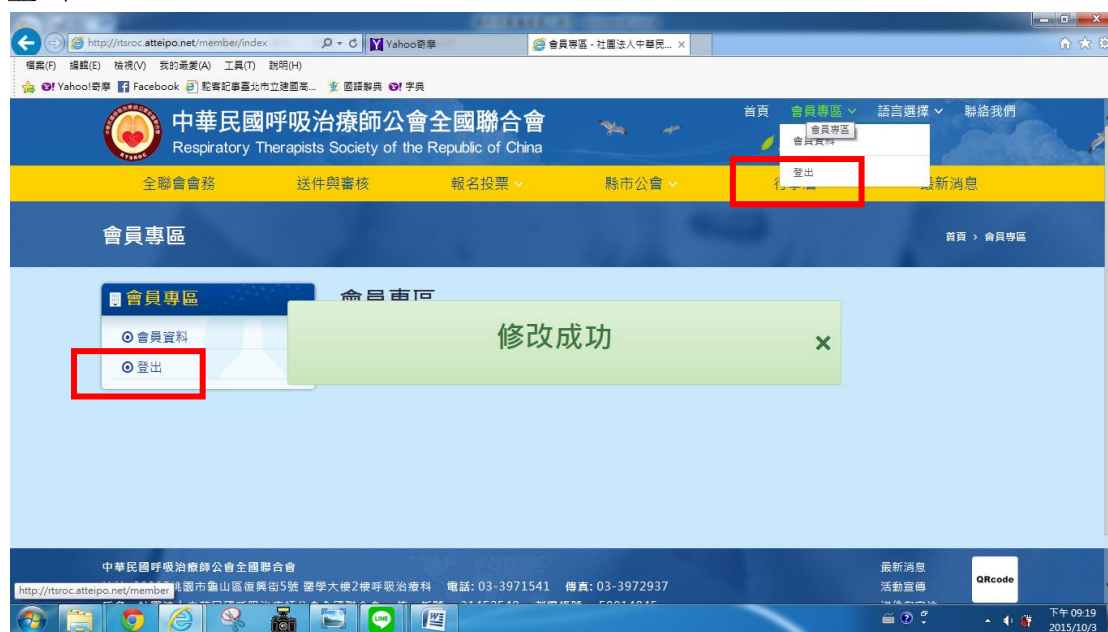 http://rtsroc.atteipo.net/member/index
Yahoo奇摩
會員專區 - 社團法人中華民...
檔案(F) 編輯(E) 檢視(V) 我的最愛(A) 工具(T) 說明(H)
Yahoo!奇摩 Facebook 駝客記事臺北市立建國高... 國語辭典 字典
中華民國呼吸治療師公會全國聯合會
Respiratory Therapists Society of the Republic of China
首頁 會員專區 語言選擇 聯絡我們
會員專區
會員資料
登出
全聯會會務 送件與審核 報名投票 縣市公會 最新消息
會員專區
首頁 > 會員專區
會員專區
會員專區
會員資料
登出
修改成功 ×
中華民國呼吸治療師公會全國聯合會
桃園市龜山區復興街5號 醫學大樓2樓呼吸治療科 電話: 03-3971541 傳真: 03-3972937
最新消息
活動宣傳
QRcode
http://rtsroc.atteipo.net/member
下午 09:19
2015/10/3